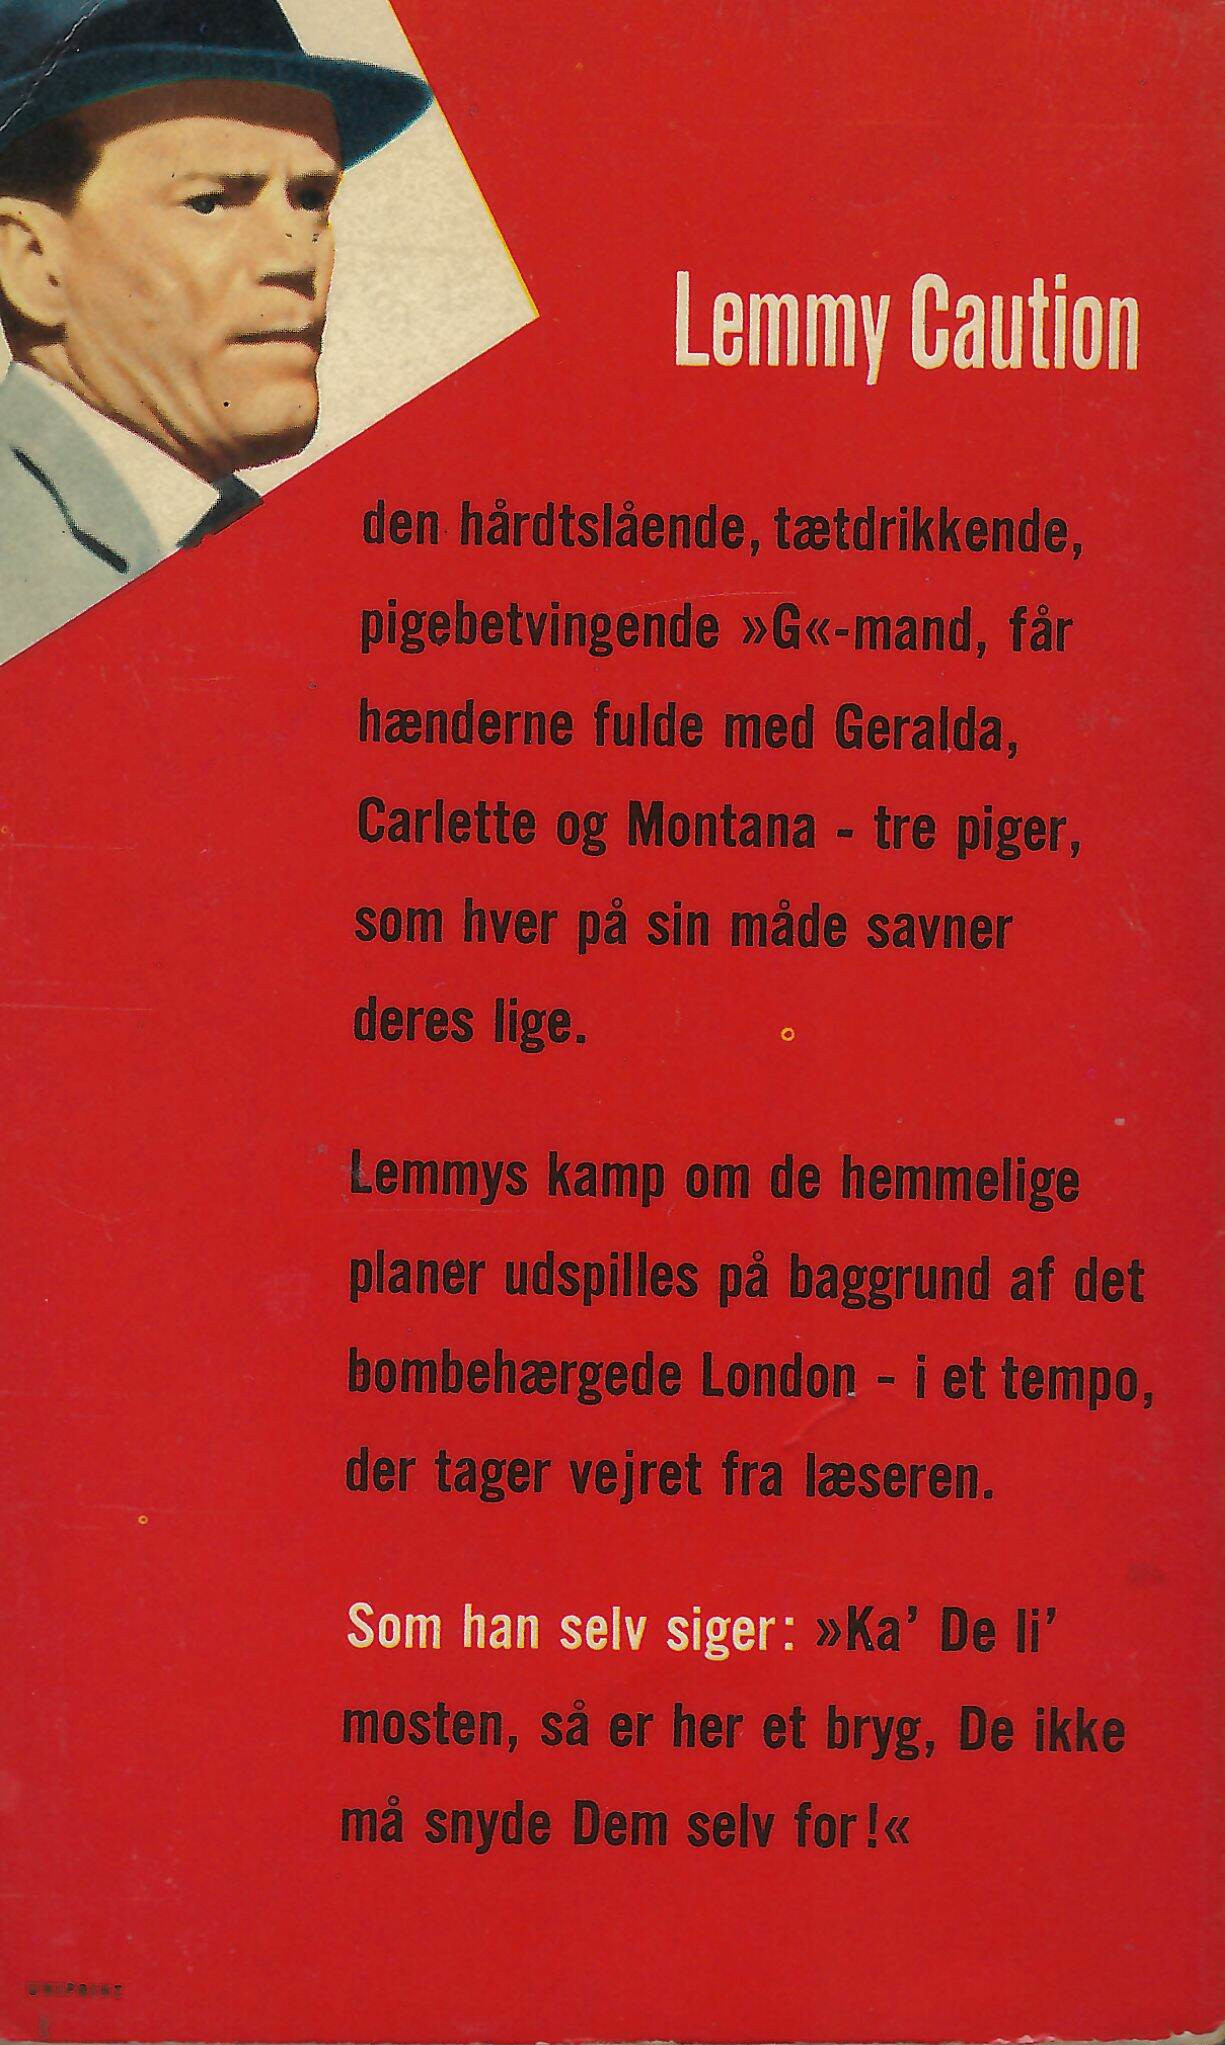 Lemmy Caution
den hårdtslående, tætdrikkende,
pigebetvingende »G«-mand, får
hænderne fulde med Geralda,
Carlette og Montana - tre piger,
som hver på sin måde savner
deres lige.
Lemmys kamp om de hemmelige
planer udspilles på baggrund af det
bombehærgede London - i et tempo,
der tager vejret fra læseren.
Som han selv siger: »Ka’ De li’
mosten, så er her et bryg, De ikke
må snyde Dem selv for!«
UNIPRINT